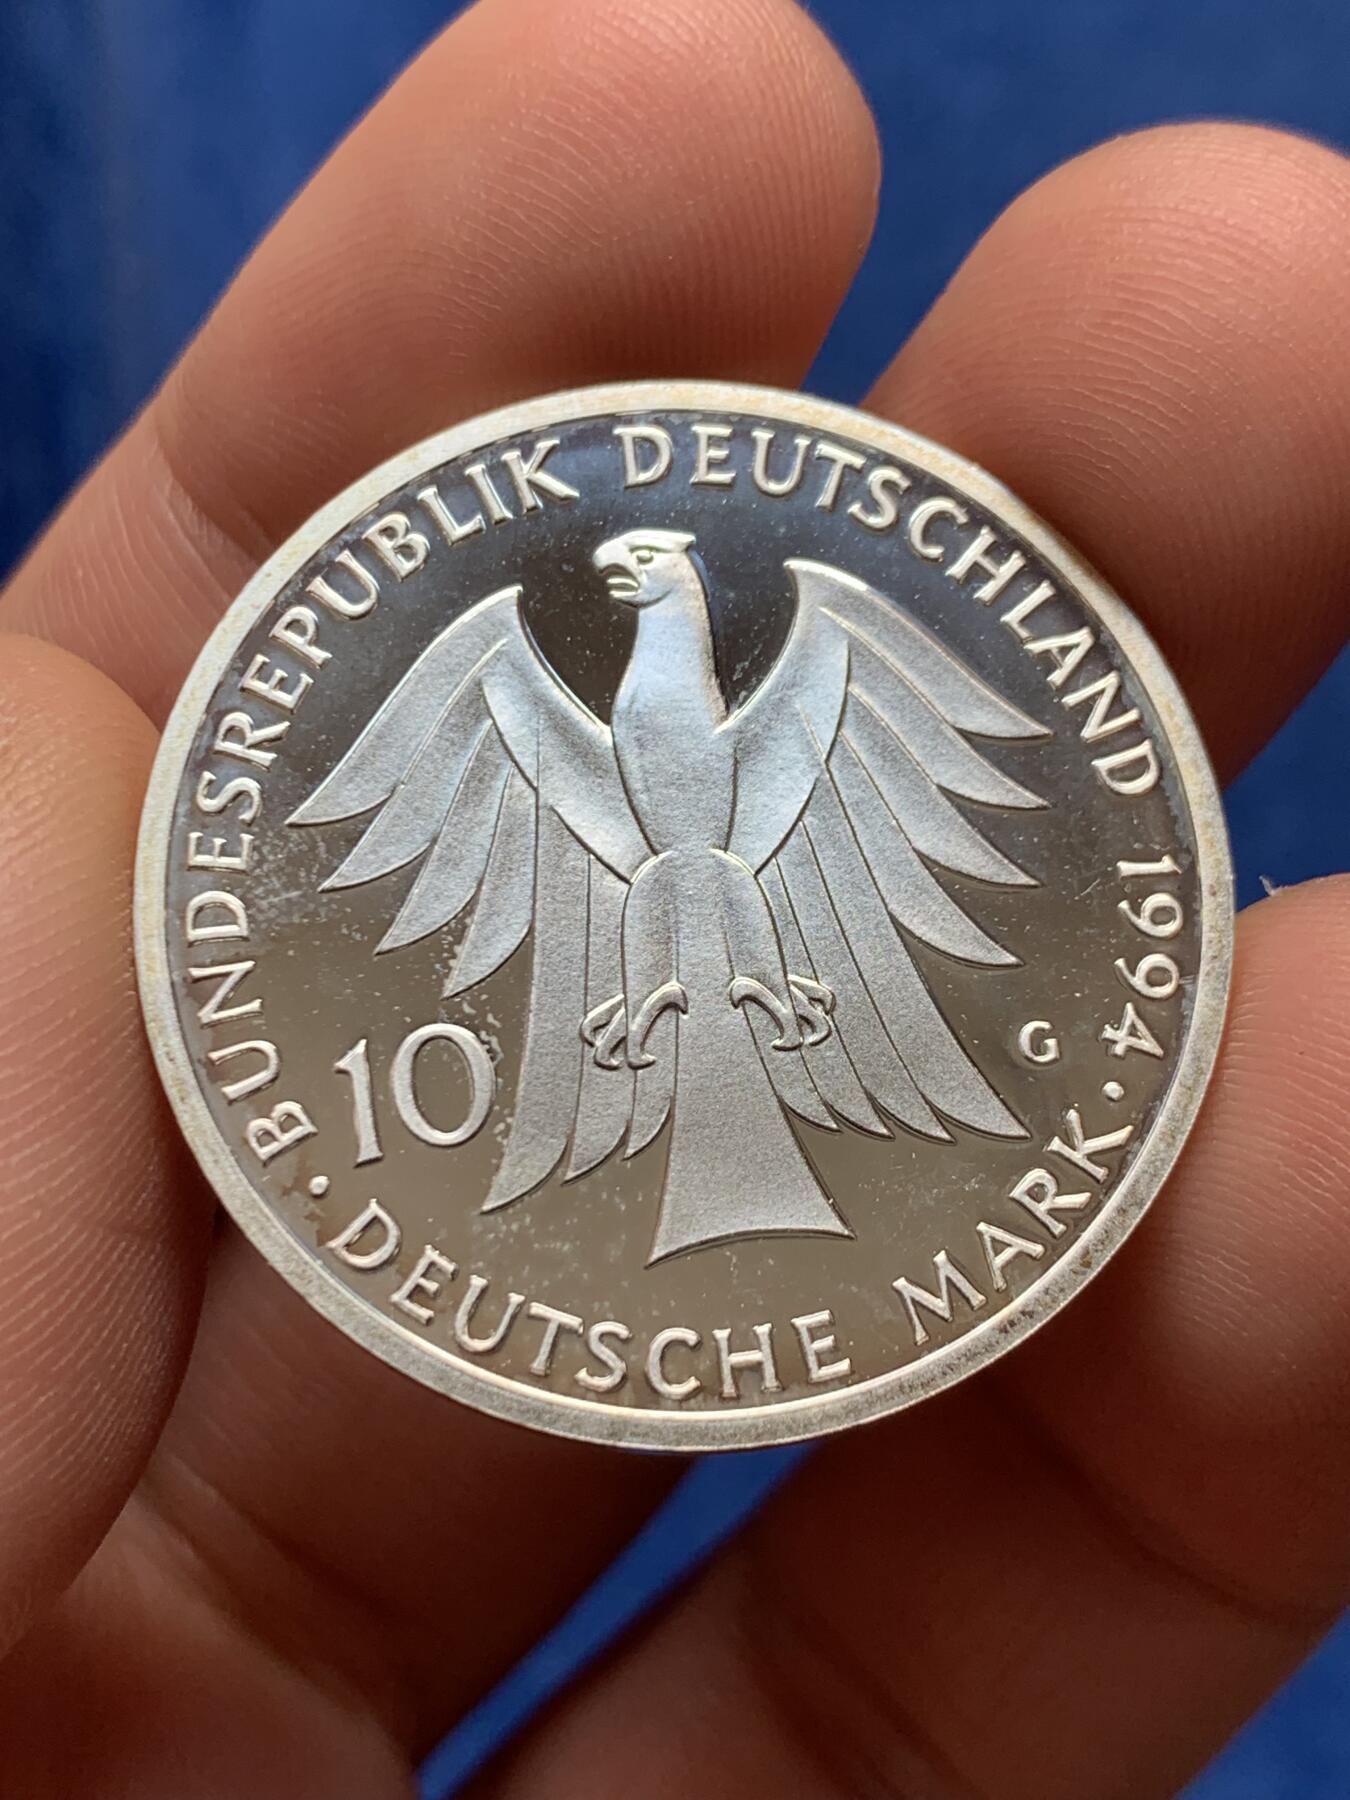 BUNDESREPUBLIK DEUTSCHLAND 1994
· DEUTSCHE MARK ·
10
G